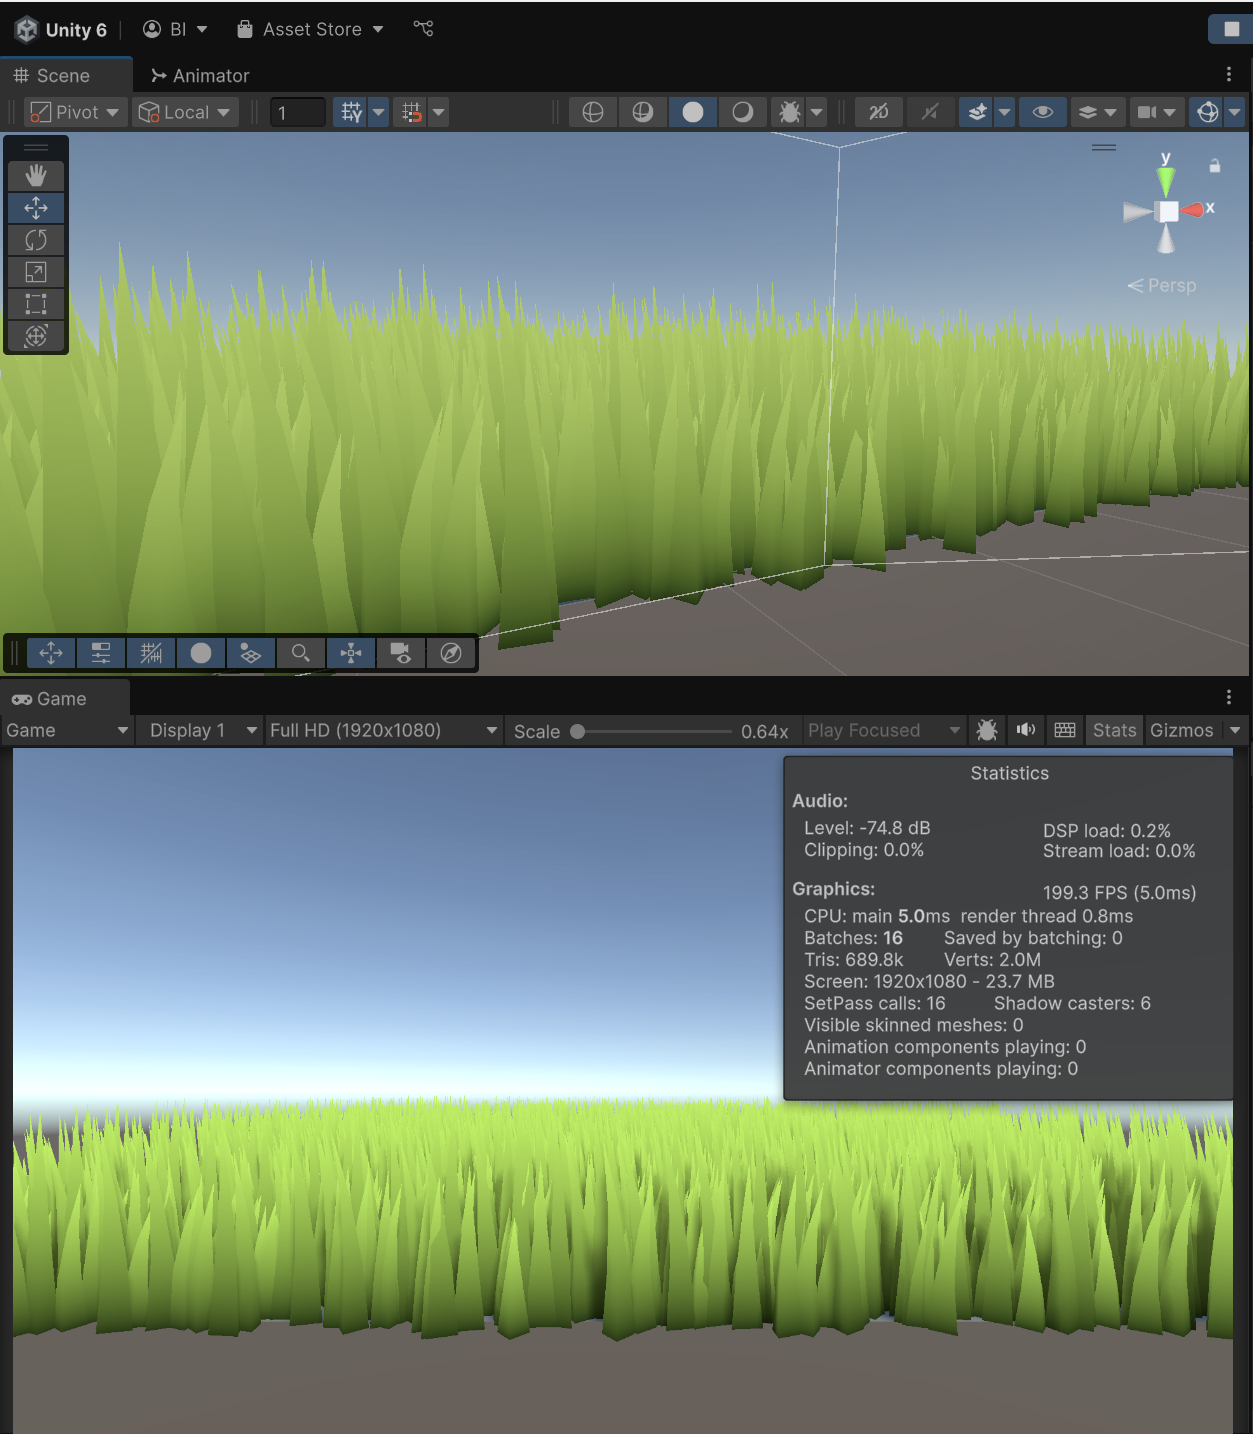 Unity 6 BI Asset Store
Scene Animator
Pivot Local 1 2D
y
x
Persp
Game
Game Display 1 Full HD (1920x1080) Scale 0.64x Play Focused Stats Gizmos
Statistics
Audio:
Level: -74.8 dB DSP load: 0.2%
Clipping: 0.0% Stream load: 0.0%
Graphics: 199.3 FPS (5.0ms)
CPU: main 5.0ms render thread 0.8ms
Batches: 16 Saved by batching: 0
Tris: 689.8k Verts: 2.0M
Screen: 1920x1080 - 23.7 MB
SetPass calls: 16 Shadow casters: 6
Visible skinned meshes: 0
Animation components playing: 0
Animator components playing: 0